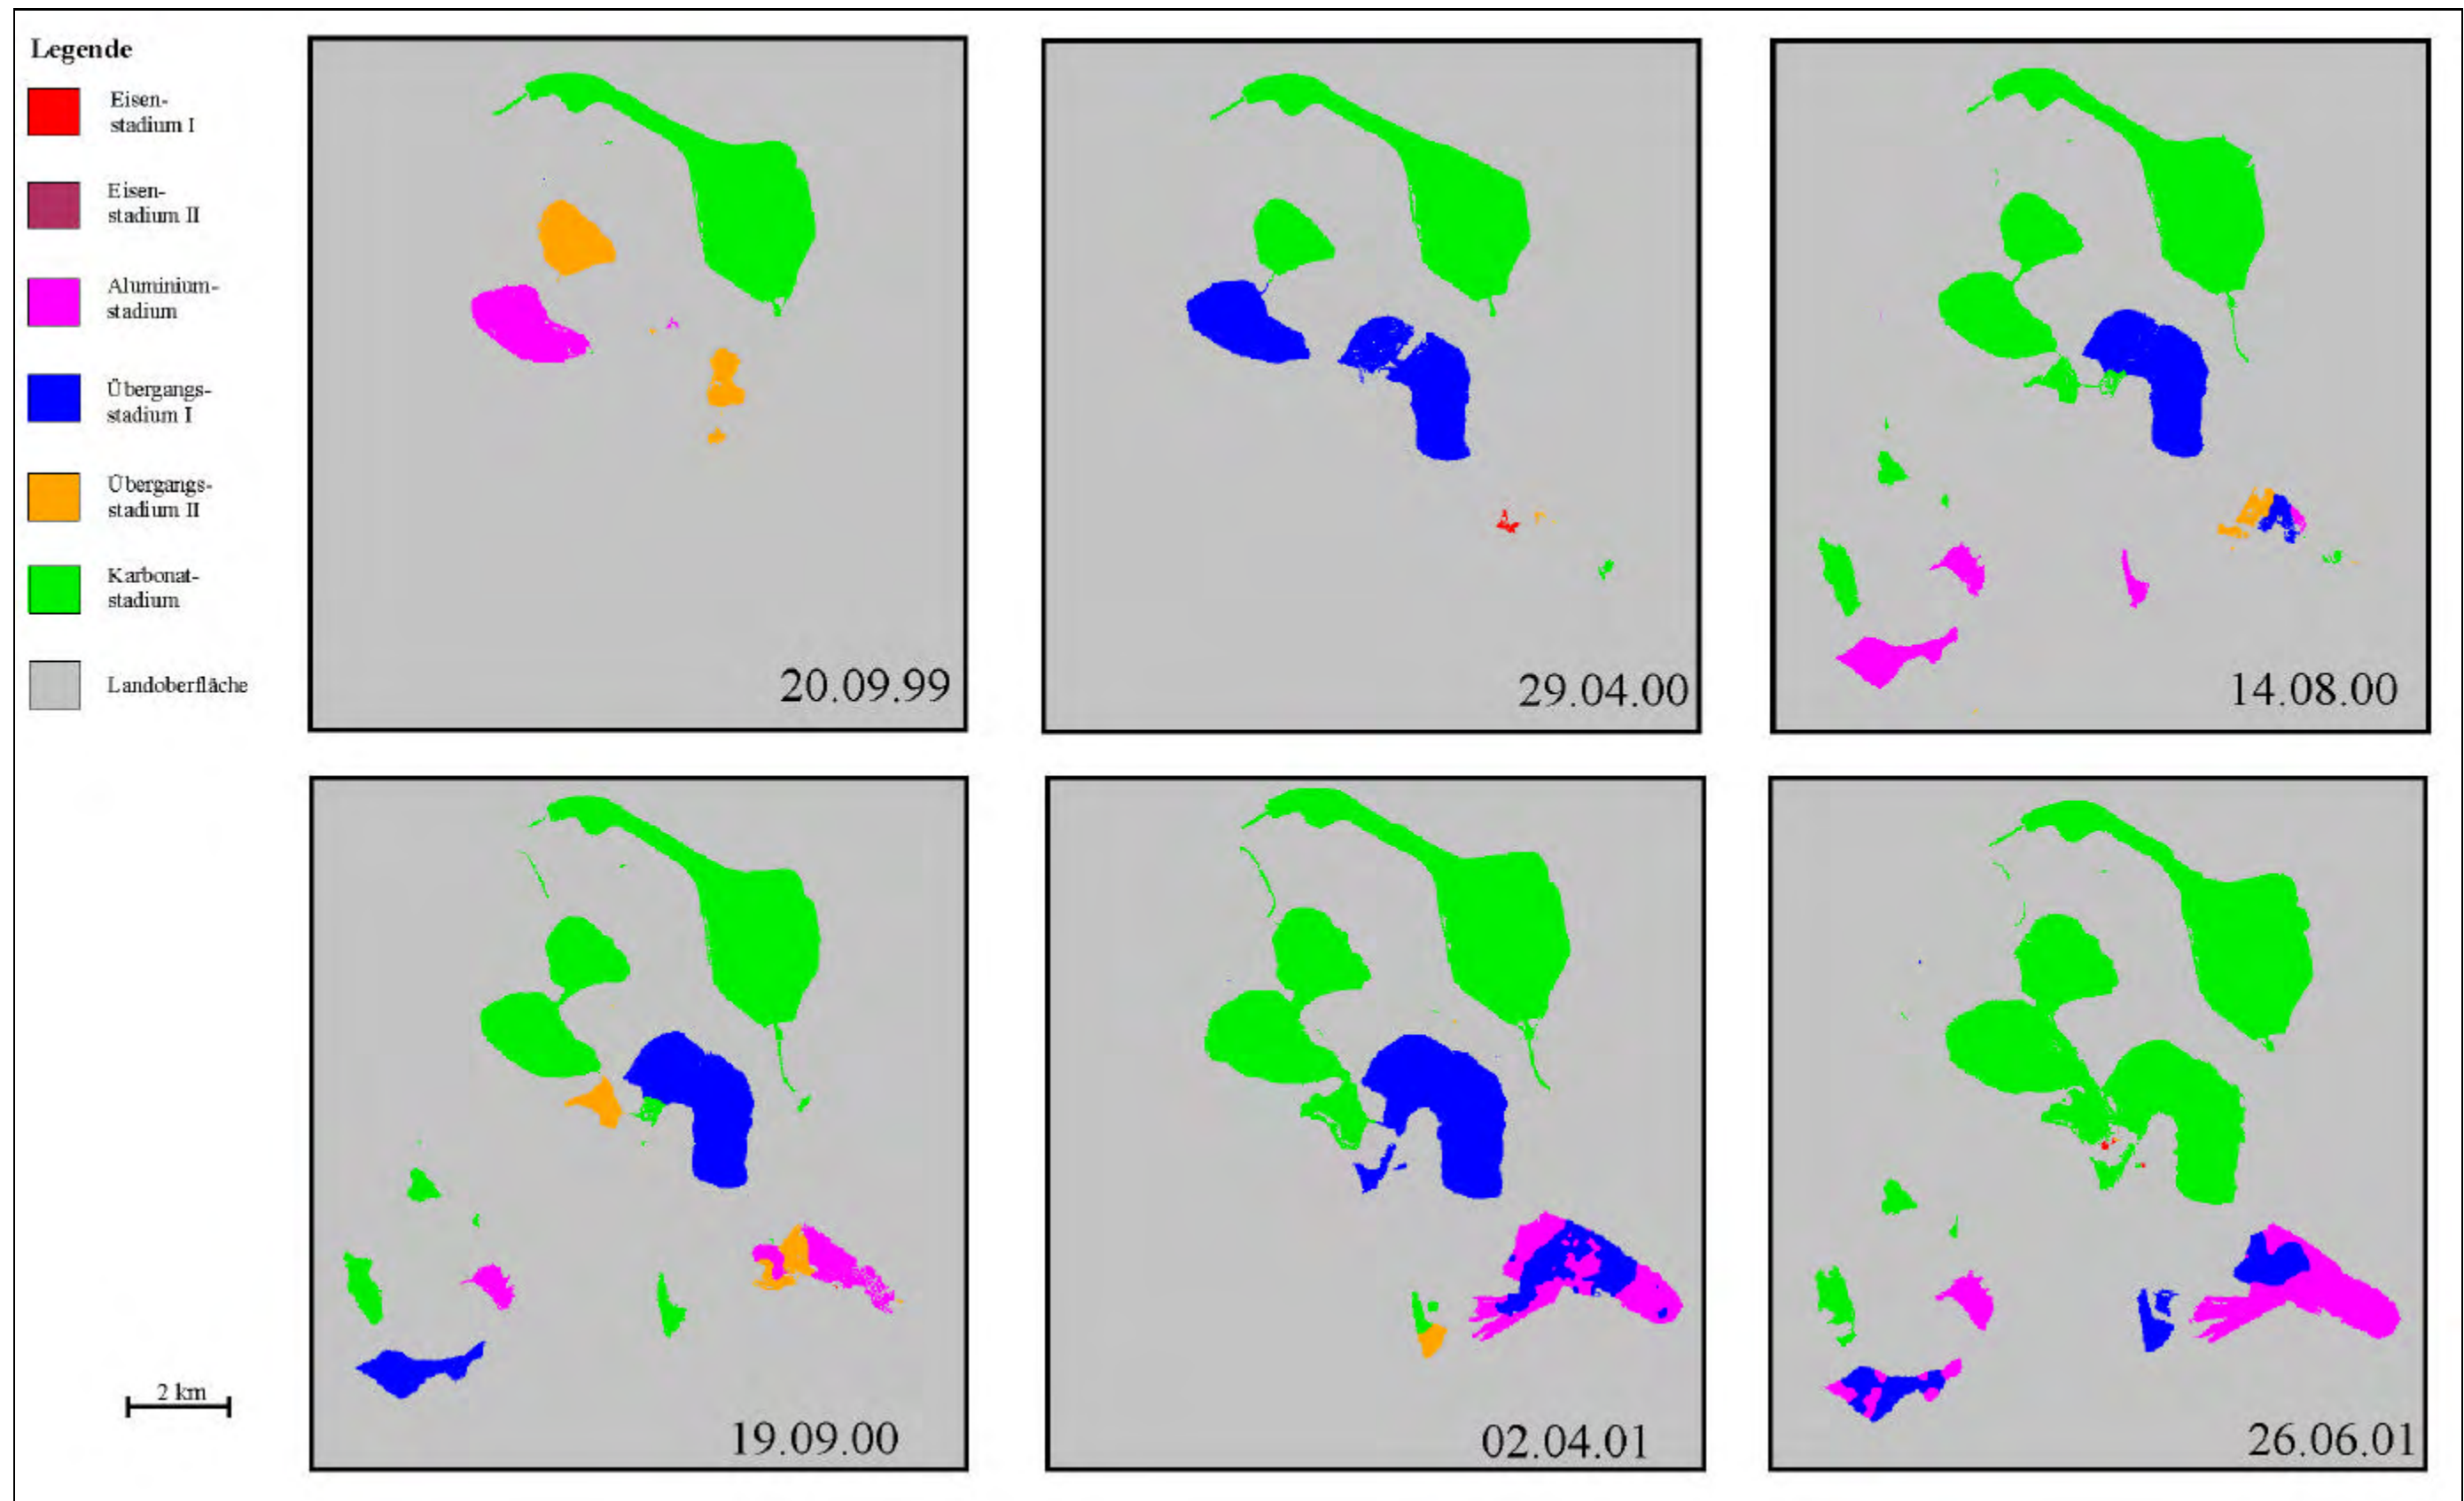 Legende
Eisen-
stadium I
Eisen-
stadium II
Aluminium-
stadium
Übergangs-
stadium I
Übergangs-
stadium II
Karbonat-
stadium
Landoberfläche
20.09.99
29.04.00
14.08.00
2 km
19.09.00
02.04.01
26.06.01